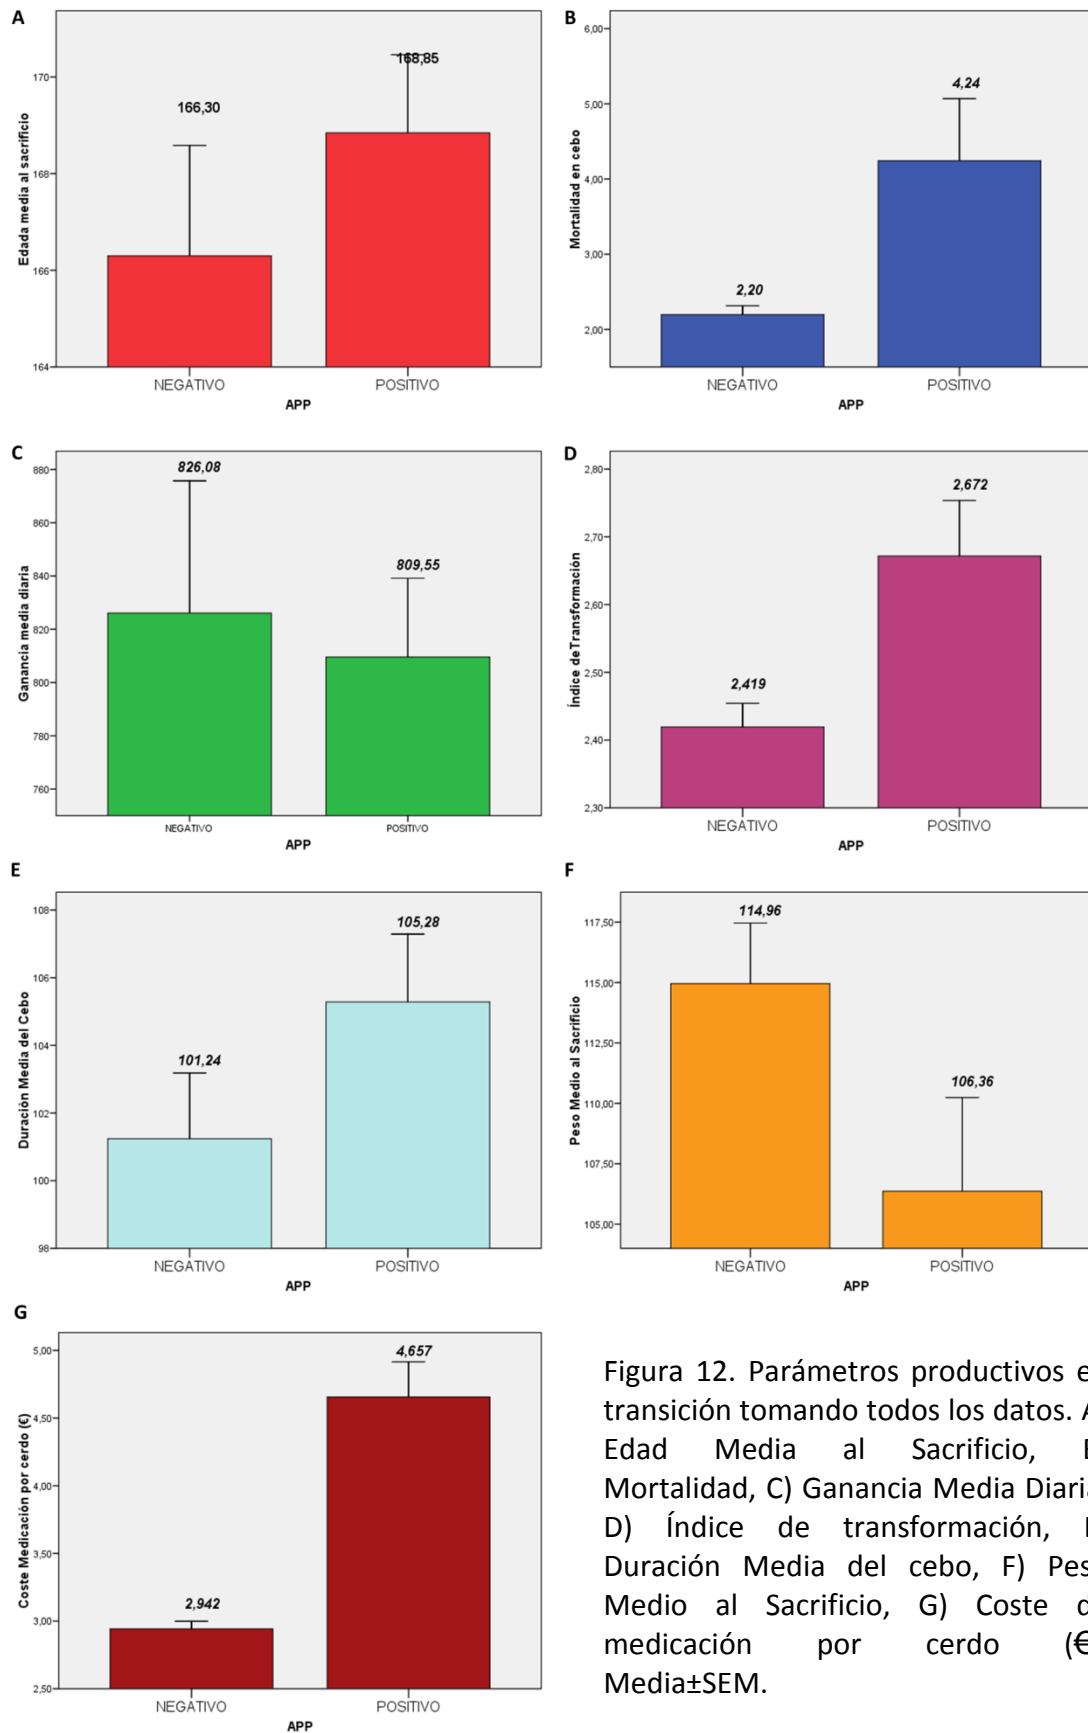 A
170
168
166
164
Edada media al sacrificio
166,30
168,85
NEGATIVO POSITIVO
APP
B
6,00
5,00
4,00
3,00
2,00
Mortalidad en cebo
2,20
4,24
NEGATIVO POSITIVO
APP
C
880
860
840
820
800
780
760
Ganancia media diaria
826,08
809,55
NEGATIVO POSITIVO
APP
D
2,80
2,70
2,60
2,50
2,40
2,30
Índice de Transformación
2,419
2,672
NEGATIVO POSITIVO
APP
E
108
106
104
102
100
98
Duración Media del Cebo
101,24
105,28
NEGATIVO POSITIVO
APP
F
117,50
115,00
112,50
110,00
107,50
105,00
Peso Medio al Sacrificio
114,96
106,36
NEGATIVO POSITIVO
APP
G
5,00
4,50
4,00
3,50
3,00
2,50
Coste Medicación por cerdo (€)
2,942
4,657
NEGATIVO POSITIVO
APP
Figura 12. Parámetros productivos
transición tomando todos los datos.
Edad Media al Sacrificio,
Mortalidad, C) Ganancia Media Diaria
D) Índice de transformación,
Duración Media del cebo, F) Pes
Medio al Sacrificio, G) Coste d
medicación por cerdo (€
Media±SEM.